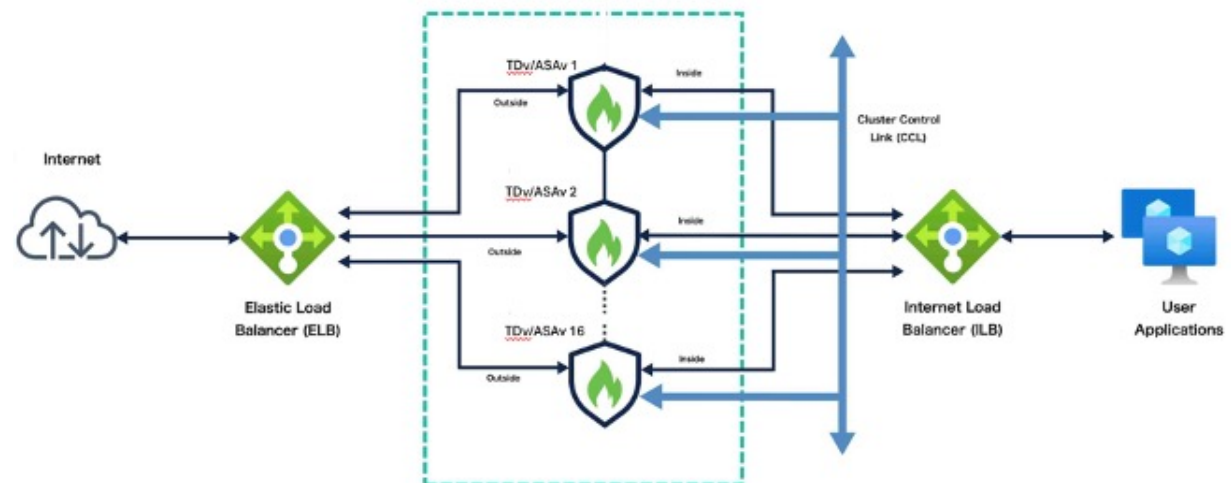 TDv/ASAv 1
Inside
Outside
Cluster Control
Link (CCL)
Internet
TDv/ASAv 2
Inside
Outside
Elastic Load
Balancer (ELB)
Internet Load
Balancer (ILB)
User
Applications
TDv/ASAv 16
Inside
Outside